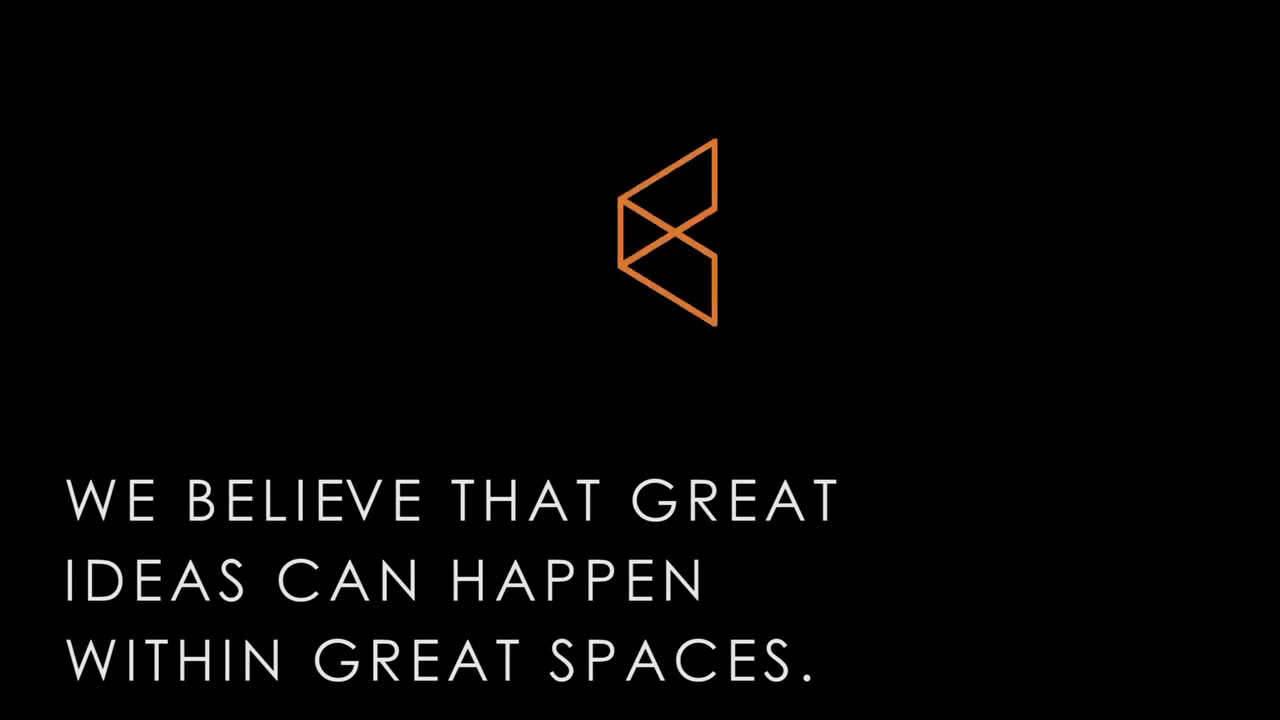 WE BELIEVE THAT GREAT
IDEAS CAN HAPPEN
WITHIN GREAT SPACES.